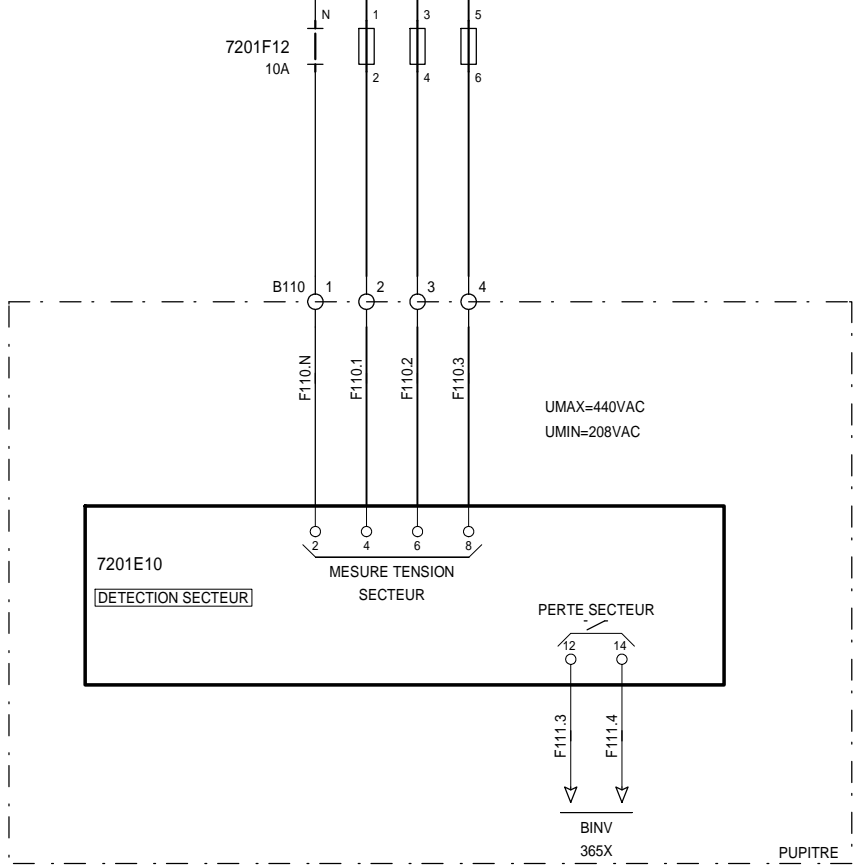 N 1 3 5
7201F12
10A
2 4 6
B110 1 2 3 4
F110.N
F110.1
F110.2
F110.3
UMAX=440VAC
UMIN=208VAC
2 4 6 8
7201E10
MESURE TENSION
SECTEUR
DETECTION SECTEUR
PERTE SECTEUR
12 14
F111.3
F111.4
BINV
365X
PUPITRE